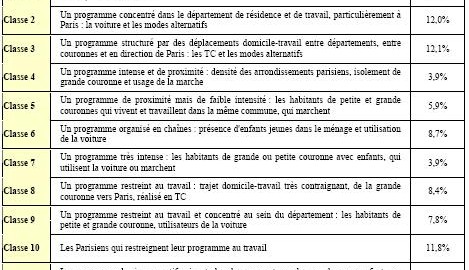 Classe 2 Un programme concentré dans le département de résidence et de travail, particulièrement à 12,0%
Paris : la voiture et les modes alternatifs
Classe 3 Un programme structuré par des déplacements domicile-travail entre départements, entre 12,1%
couronnes et en direction de Paris : les TC et les modes alternatifs
Classe 4 Un programme intense et de proximité : densité des arrondissements parisiens, isolement de 3,9%
grande couronne et usage de la marche
Classe 5 Un programme de proximité mais de faible intensité : les habitants de petite et grande 5,9%
couronnes qui vivent et travaillent dans la même commune, qui marchent
Classe 6 Un programme organisé en chaînes : présence d'enfants jeunes dans le ménage et utilisation 8,7%
de la voiture
Classe 7 Un programme très intense : les habitants de grande ou petite couronne avec enfants, qui 3,9%
utilisent la voiture ou marchent
Classe 8 Un programme restreint au travail : trajet domicile-travail très contraignant, de la grande 8,4%
couronne vers Paris, réalisé en TC
Classe 9 Un programme restreint au travail et concentré au sein du département : les habitants de 7,8%
petite et grande couronne, utilisateurs de la voiture
Classe 10 Les Parisiens qui restreignent leur programme au travail 11,8%